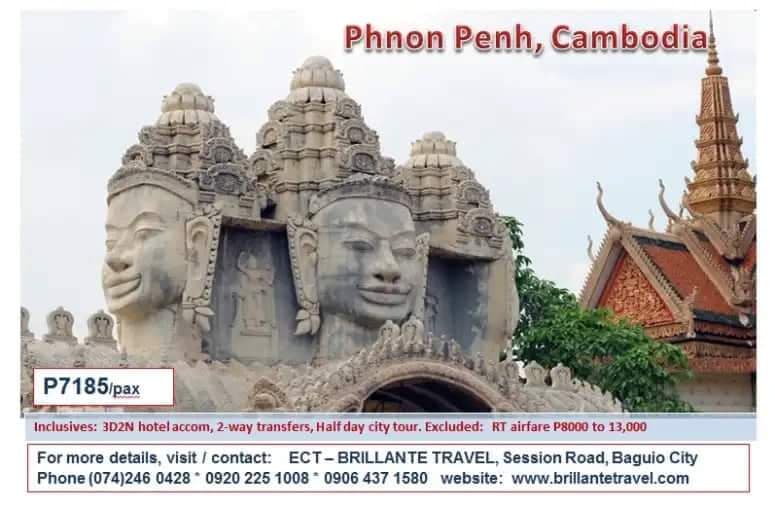 Phnon Penh, Cambodia
P7185/pax
Inclusives: 3D2N hotel accom, 2-way transfers, Half day city tour. Excluded: RT airfare P8000 to 13,000
For more details, visit / contact: ECT – BRILLANTE TRAVEL, Session Road, Baguio City
Phone (074)246 0428 * 0920 225 1008 * 0906 437 1580 website: www.brillantetravel.com